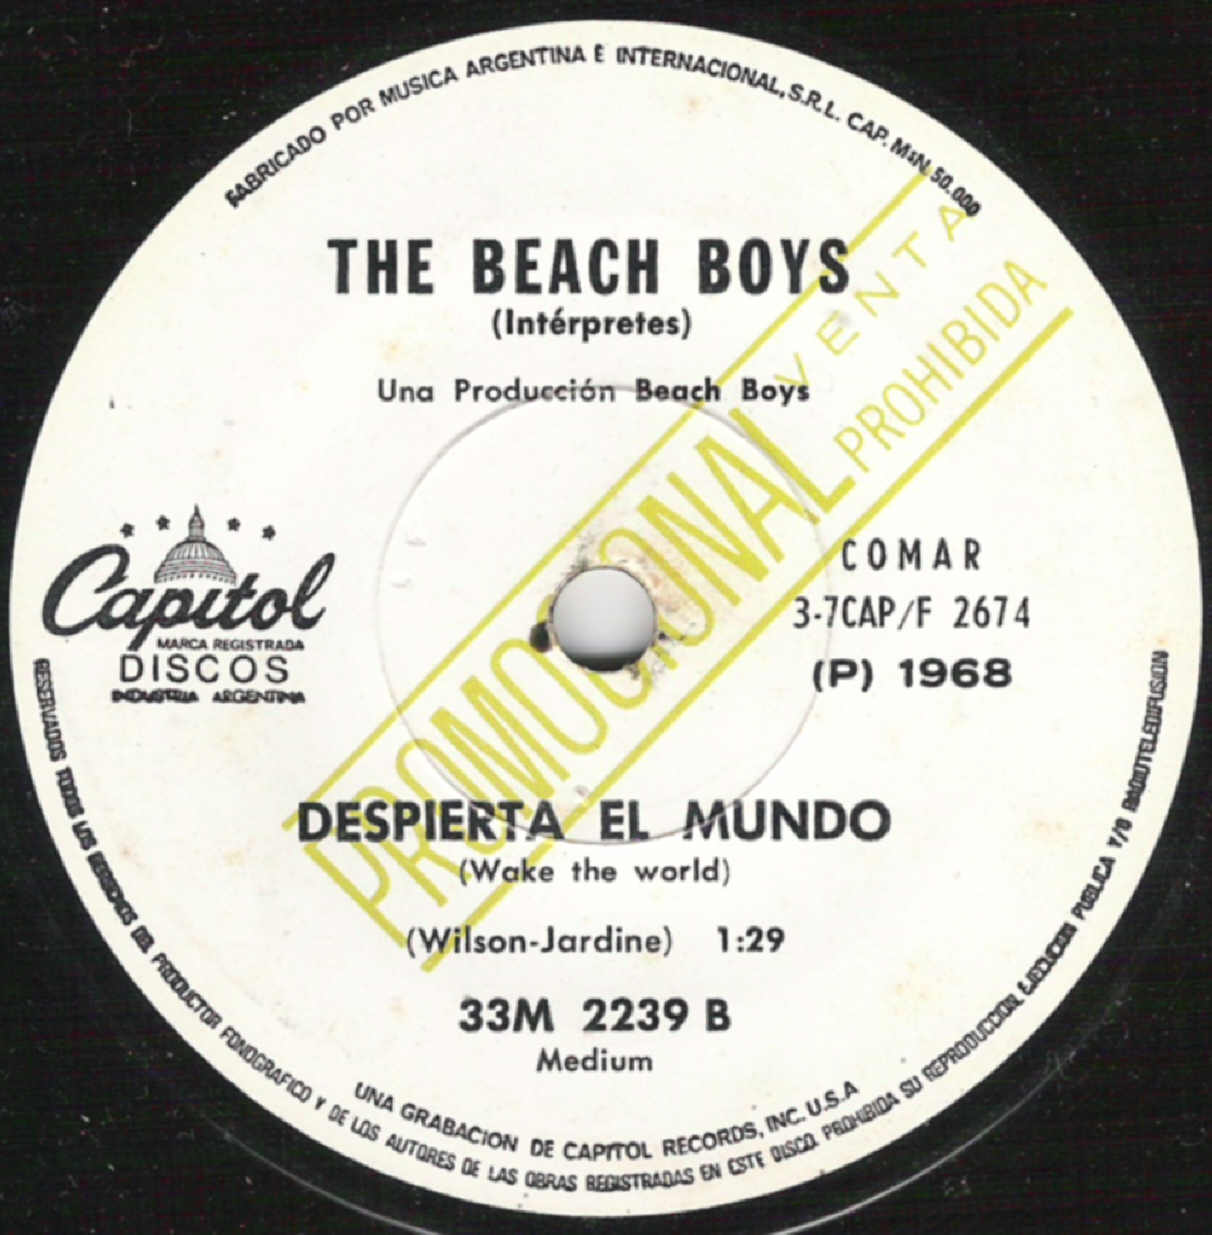 FABRICADO POR MUSICA ARGENTINA E INTERNACIONAL, S.R.L. CAP. M$N. 50.000
THE BEACH BOYS
(Intérpretes)
Una Producción Beach Boys
VENTA
PROHIBIDA
PROMOCIONAL
Capitol
MARCA REGISTRADA
DISCOS
INDUSTRIA ARGENTINA
COMAR
3-7CAP/F 2674
(P) 1968
DESPIERTA EL MUNDO
(Wake the world)
(Wilson-Jardine) 1:29
33M 2239 B
Medium
UNA GRABACION DE CAPITOL RECORDS, INC. U.S.A
RESERVADOS TODOS LOS DERECHOS DEL PRODUCTOR FONOGRAFICO Y DE LOS AUTORES DE LAS OBRAS REGISTRADAS EN ESTE DISCO. PROHIBIDA SU REPRODUCCION, EJECUCION PUBLICA Y/O RADIOTELEDIFUSION